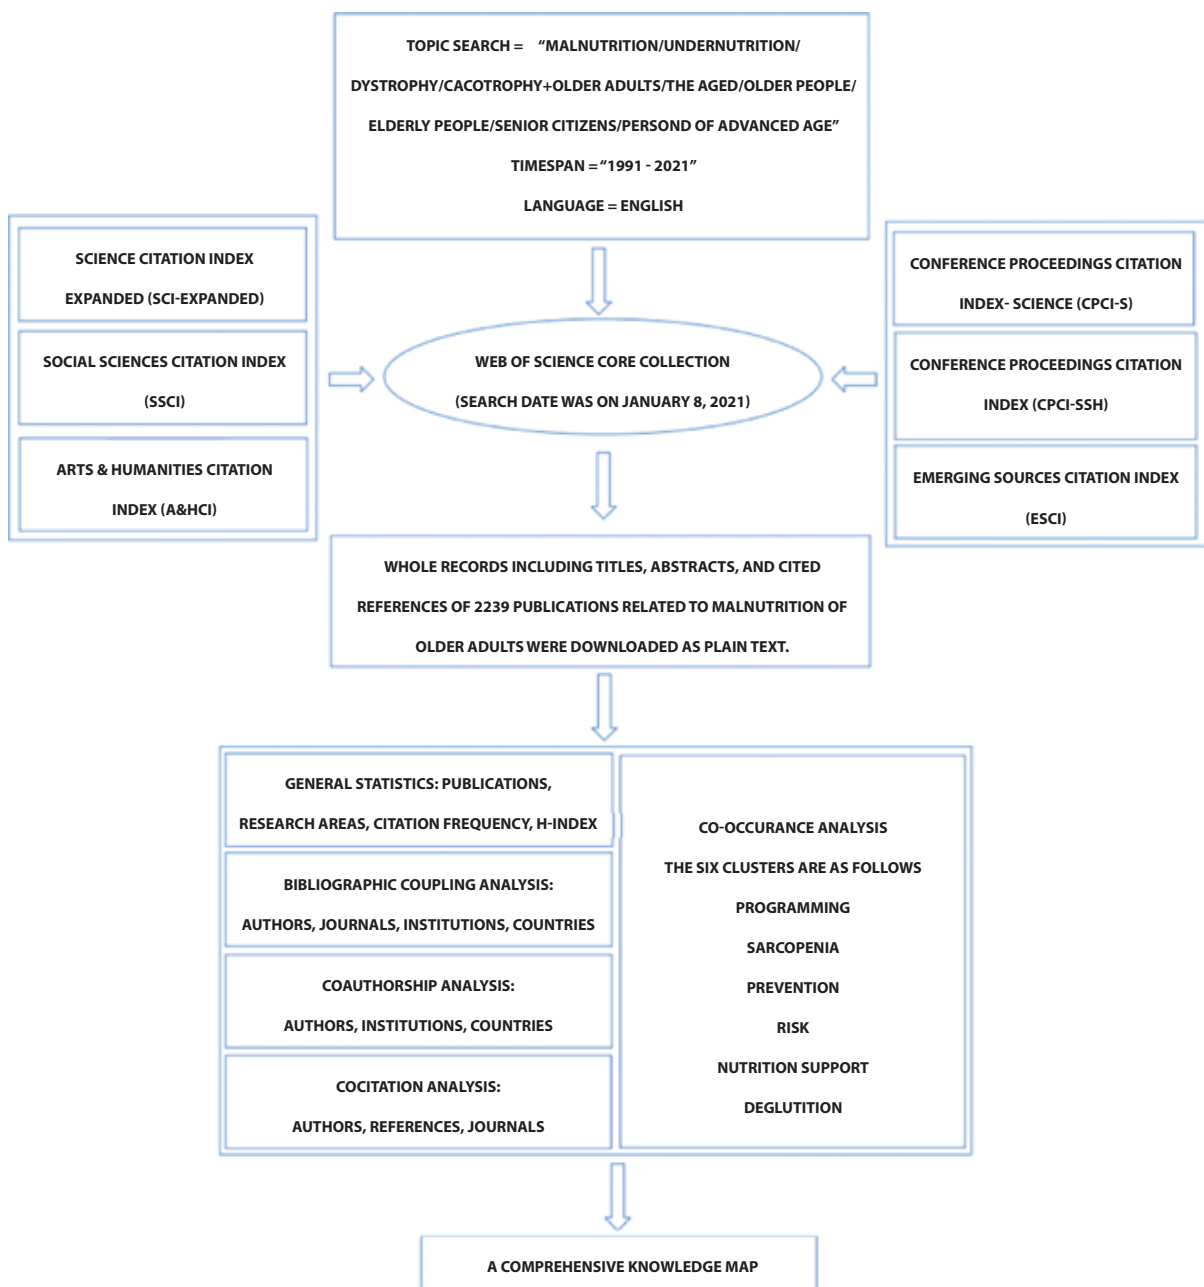 TOPIC SEARCH = “MALNUTRITION/UNDERNUTRITION/
DYSTROPHY/CACOTROPHY+OLDER ADULTS/THE AGED/OLDER PEOPLE/
ELDERLY PEOPLE/SENIOR CITIZENS/PERSOND OF ADVANCED AGE”
TIMESPAN = “1991 - 2021”
LANGUAGE = ENGLISH
SCIENCE CITATION INDEX
EXPANDED (SCI-EXPANDED)
SOCIAL SCIENCES CITATION INDEX
(SSCI)
ARTS & HUMANITIES CITATION
INDEX (A&HCI)
WEB OF SCIENCE CORE COLLECTION
(SEARCH DATE WAS ON JANUARY 8, 2021)
CONFERENCE PROCEEDINGS CITATION
INDEX- SCIENCE (CPCI-S)
CONFERENCE PROCEEDINGS CITATION
INDEX (CPCI-SSH)
EMERGING SOURCES CITATION INDEX
(ESCI)
WHOLE RECORDS INCLUDING TITLES, ABSTRACTS, AND CITED
REFERENCES OF 2239 PUBLICATIONS RELATED TO MALNUTRITION OF
OLDER ADULTS WERE DOWNLOADED AS PLAIN TEXT.
GENERAL STATISTICS: PUBLICATIONS,
RESEARCH AREAS, CITATION FREQUENCY, H-INDEX
BIBLIOGRAPHIC COUPLING ANALYSIS:
AUTHORS, JOURNALS, INSTITUTIONS, COUNTRIES
COAUTHORSHIP ANALYSIS:
AUTHORS, INSTITUTIONS, COUNTRIES
COCITATION ANALYSIS:
AUTHORS, REFERENCES, JOURNALS
CO-OCCURANCE ANALYSIS
THE SIX CLUSTERS ARE AS FOLLOWS
PROGRAMMING
SARCOPENIA
PREVENTION
RISK
NUTRITION SUPPORT
DEGLUTITION
A COMPREHENSIVE KNOWLEDGE MAP